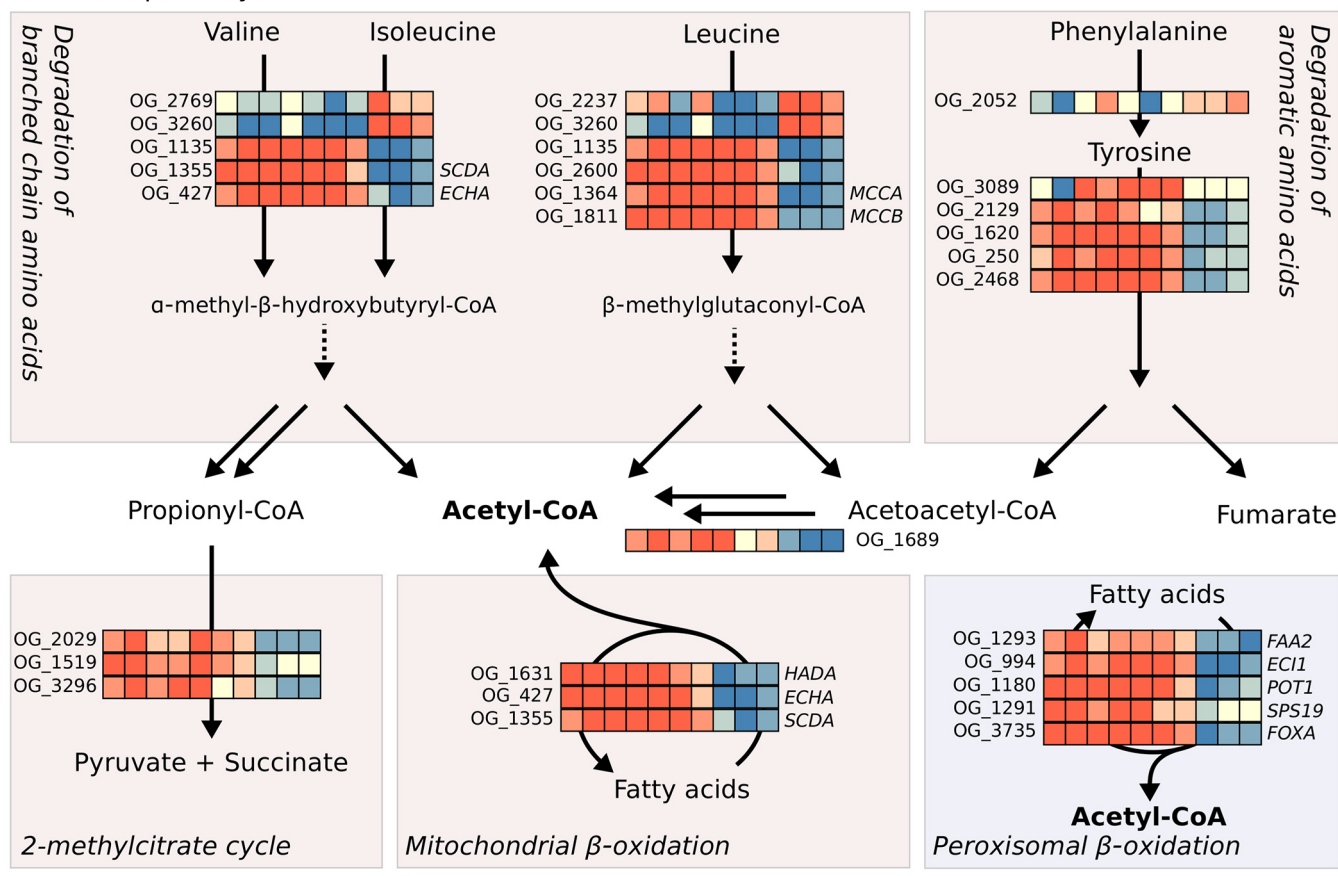 Degradation of
branched chain amino acids
Valine
Isoleucine
Leucine
OG_2769
OG_3260
OG_1135
OG_1355
OG_427
SCDA
ECHA
OG_2237
OG_3260
OG_1135
OG_2600
OG_1364
OG_1811
MCCA
MCCB
α-methyl-β-hydroxybutyryl-CoA
β-methylglutaconyl-CoA
Phenylalanine
Degradation of
aromatic amino acids
OG_2052
Tyrosine
OG_3089
OG_2129
OG_1620
OG_250
OG_2468
Propionyl-CoA
Acetyl-CoA
Acetoacetyl-CoA
Fumarate
OG_1689
OG_2029
OG_1519
OG_3296
Pyruvate + Succinate
2-methylcitrate cycle
OG_1631
OG_427
OG_1355
HADA
ECHA
SCDA
Fatty acids
Mitochondrial β-oxidation
Fatty acids
OG_1293
OG_994
OG_1180
OG_1291
OG_3735
FAA2
ECI1
POT1
SPS19
FOXA
Acetyl-CoA
Peroxisomal β-oxidation